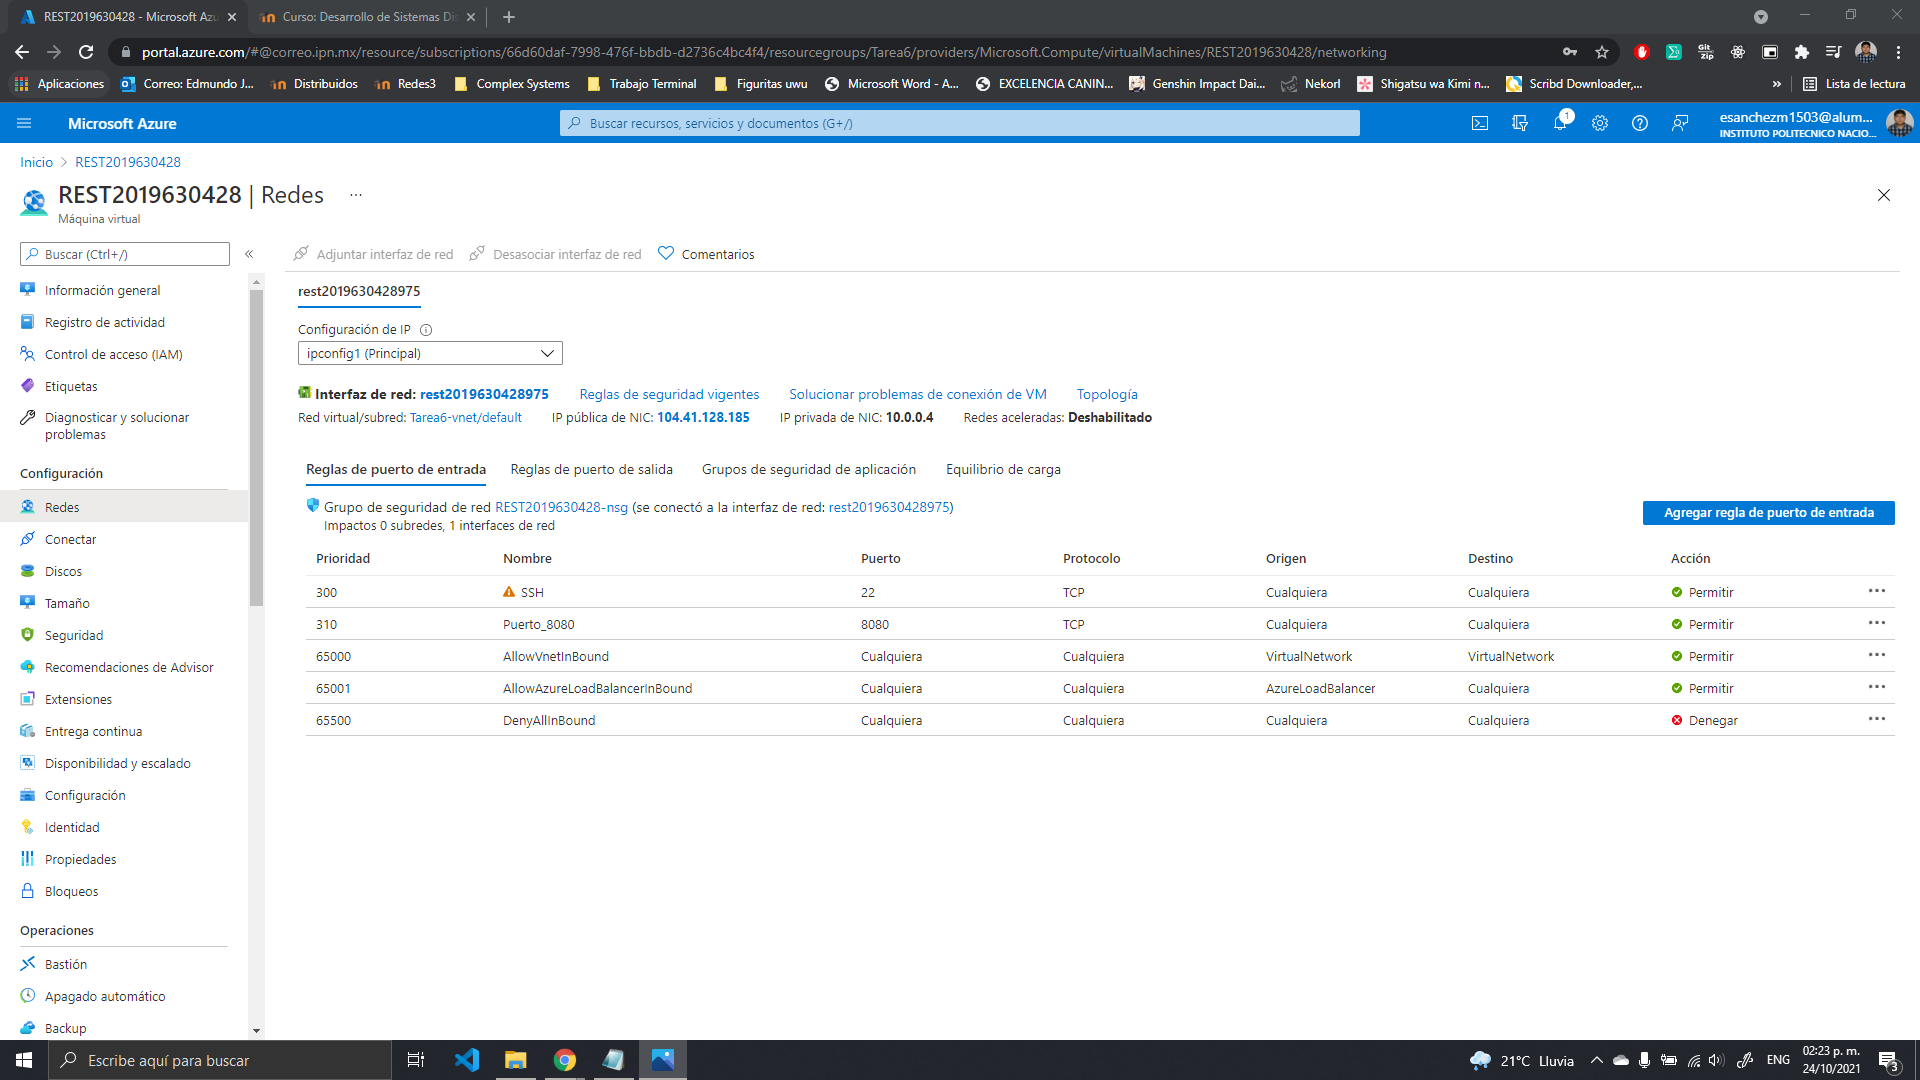 REST2019630428 - Microsoft Azu
Curso: Desarrollo de Sistemas Dis
portal.azure.com/#@correo.ipn.mx/resource/subscriptions/66d60daf-7998-476f-bbdb-d2736c4bc4f4/resourcegroups/Tarea6/providers/Microsoft.Compute/virtualMachines/REST2019630428/networking
Aplicaciones Correo: Edmundo J... Distribuidos Redes3 Complex Systems Trabajo Terminal Figuritas uwu Microsoft Word - A... EXCELENCIA CANIN... Genshin Impact Dai... Nekorl Shigatsu wa Kimi n... Scribd Downloader,... » Lista de lectura
Microsoft Azure
Buscar recursos, servicios y documentos (G+/)
1
esanchezm1503@alum...
INSTITUTO POLITECNICO NACIO...
Inicio > REST2019630428
REST2019630428 | Redes ...
Máquina virtual
Buscar (Ctrl+/) «
Adjuntar interfaz de red Desasociar interfaz de red Comentarios
Información general
Registro de actividad
Control de acceso (IAM)
Etiquetas
Diagnosticar y solucionar
problemas
Configuración
Redes
Conectar
Discos
Tamaño
Seguridad
Recomendaciones de Advisor
Extensiones
Entrega continua
Disponibilidad y escalado
Configuración
Identidad
Propiedades
Bloqueos
Operaciones
Bastión
Apagado automático
Backup
rest2019630428975
Configuración de IP
ipconfig1 (Principal)
Interfaz de red: rest2019630428975 Reglas de seguridad vigentes Solucionar problemas de conexión de VM Topología
Red virtual/subred: Tarea6-vnet/default IP pública de NIC: 104.41.128.185 IP privada de NIC: 10.0.0.4 Redes aceleradas: Deshabilitado
Reglas de puerto de entrada Reglas de puerto de salida Grupos de seguridad de aplicación Equilibrio de carga
Grupo de seguridad de red REST2019630428-nsg (se conectó a la interfaz de red: rest2019630428975)
Impactos 0 subredes, 1 interfaces de red
Agregar regla de puerto de entrada
Prioridad Nombre Puerto Protocolo Origen Destino Acción
300 SSH 22 TCP Cualquiera Cualquiera Permitir ...
310 Puerto_8080 8080 TCP Cualquiera Cualquiera Permitir ...
65000 AllowVnetInBound Cualquiera Cualquiera VirtualNetwork VirtualNetwork Permitir ...
65001 AllowAzureLoadBalancerInBound Cualquiera Cualquiera AzureLoadBalancer Cualquiera Permitir ...
65500 DenyAllInBound Cualquiera Cualquiera Cualquiera Cualquiera Denegar ...
Escribe aquí para buscar
21°C Lluvia
ENG
02:23 p. m.
24/10/2021
3